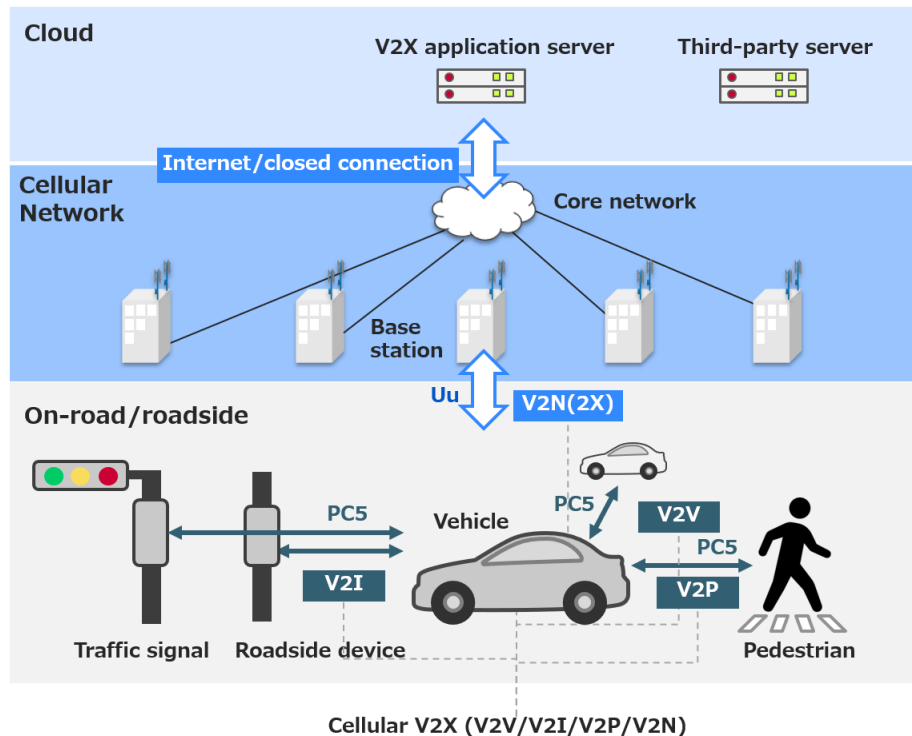 Cloud
V2X application server
Third-party server
Internet/closed connection
Cellular
Network
Core network
Base
station
Uu
V2N(2X)
On-road/roadside
PC5
Vehicle
PC5
V2V
PC5
V2I
V2P
Traffic signal
Roadside device
Pedestrian
Cellular V2X (V2V/V2I/V2P/V2N)